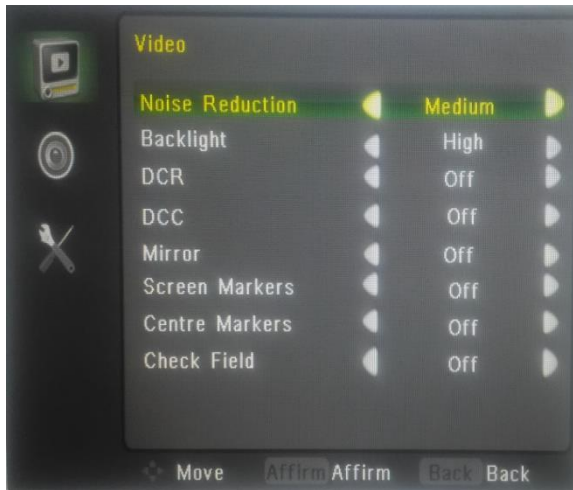 Video
Noise Reduction Medium
Backlight High
DCR Off
DCC Off
Mirror Off
Screen Markers Off
Centre Markers Off
Check Field Off
Move Affirm Affirm Back Back